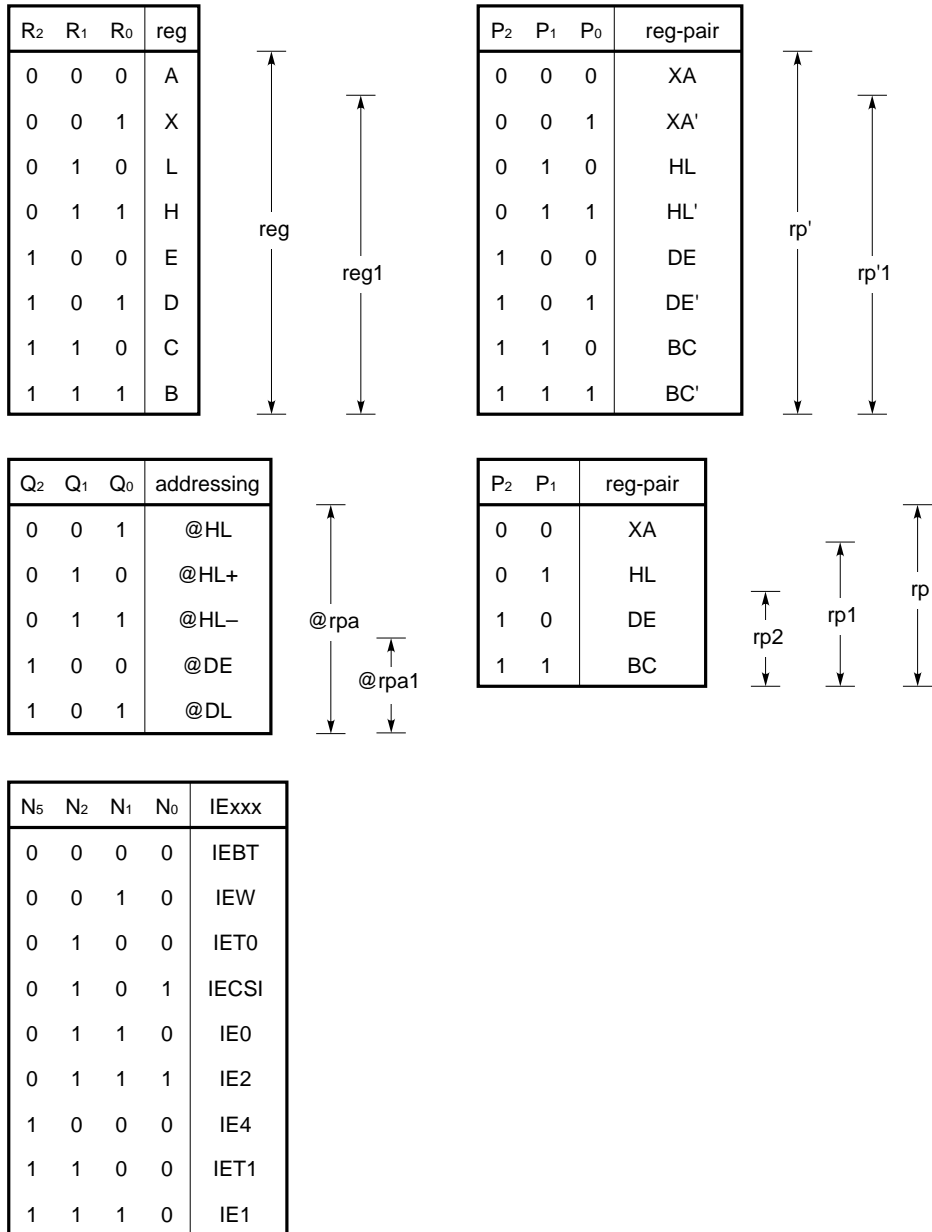 R2 R1 R0 reg
0 0 0 A
0 0 1 X
0 1 0 L
0 1 1 H
1 0 0 E
1 0 1 D
1 1 0 C
1 1 1 B
reg
reg1
P2 P1 P0 reg-pair
0 0 0 XA
0 0 1 XA'
0 1 0 HL
0 1 1 HL'
1 0 0 DE
1 0 1 DE'
1 1 0 BC
1 1 1 BC'
rp'
rp'1
Q2 Q1 Q0 addressing
0 0 1 @HL
0 1 0 @HL+
0 1 1 @HL–
1 0 0 @DE
1 0 1 @DL
@rpa
@rpa1
P2 P1 reg-pair
0 0 XA
0 1 HL
1 0 DE
1 1 BC
rp2
rp1
rp
N5 N2 N1 N0 IExxx
0 0 0 0 IEBT
0 0 1 0 IEW
0 1 0 0 IET0
0 1 0 1 IECSI
0 1 1 0 IE0
0 1 1 1 IE2
1 0 0 0 IE4
1 1 0 0 IET1
1 1 1 0 IE1